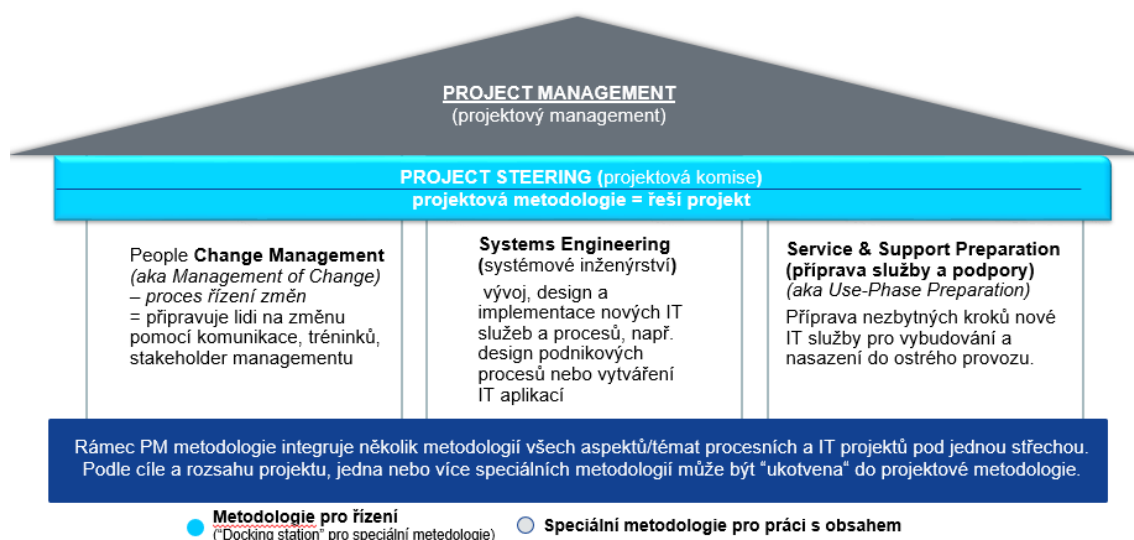 PROJECT MANAGEMENT
(projektový management)
PROJECT STEERING (projektová komise)
projektová metodologie = řeší projekt
People Change Management
(aka Management of Change)
– proces řízení změn
= připravuje lidi na změnu
pomocí komunikace, tréninků,
stakeholder managementu
Systems Engineering
(systémové inženýrství)
vývoj, design a
implementace nových IT
služeb a procesů, např.
design podnikových
procesů nebo vytváření
IT aplikací
Service & Support Preparation
(příprava služby a podpory)
(aka Use-Phase Preparation)
Příprava nezbytných kroků nové
IT služby pro vybudování a
nasazení do ostrého provozu.
Rámec PM metodologie integruje několik metodologií všech aspektů/témat procesních a IT projektů pod jednou střechou.
Podle cíle a rozsahu projektu, jedna nebo více speciálních metodologií může být “ukotvena“ do projektové metodologie.
Metodologie pro řízení
(“Docking station” pro speciální metedologie)
Speciální metodologie pro práci s obsahem